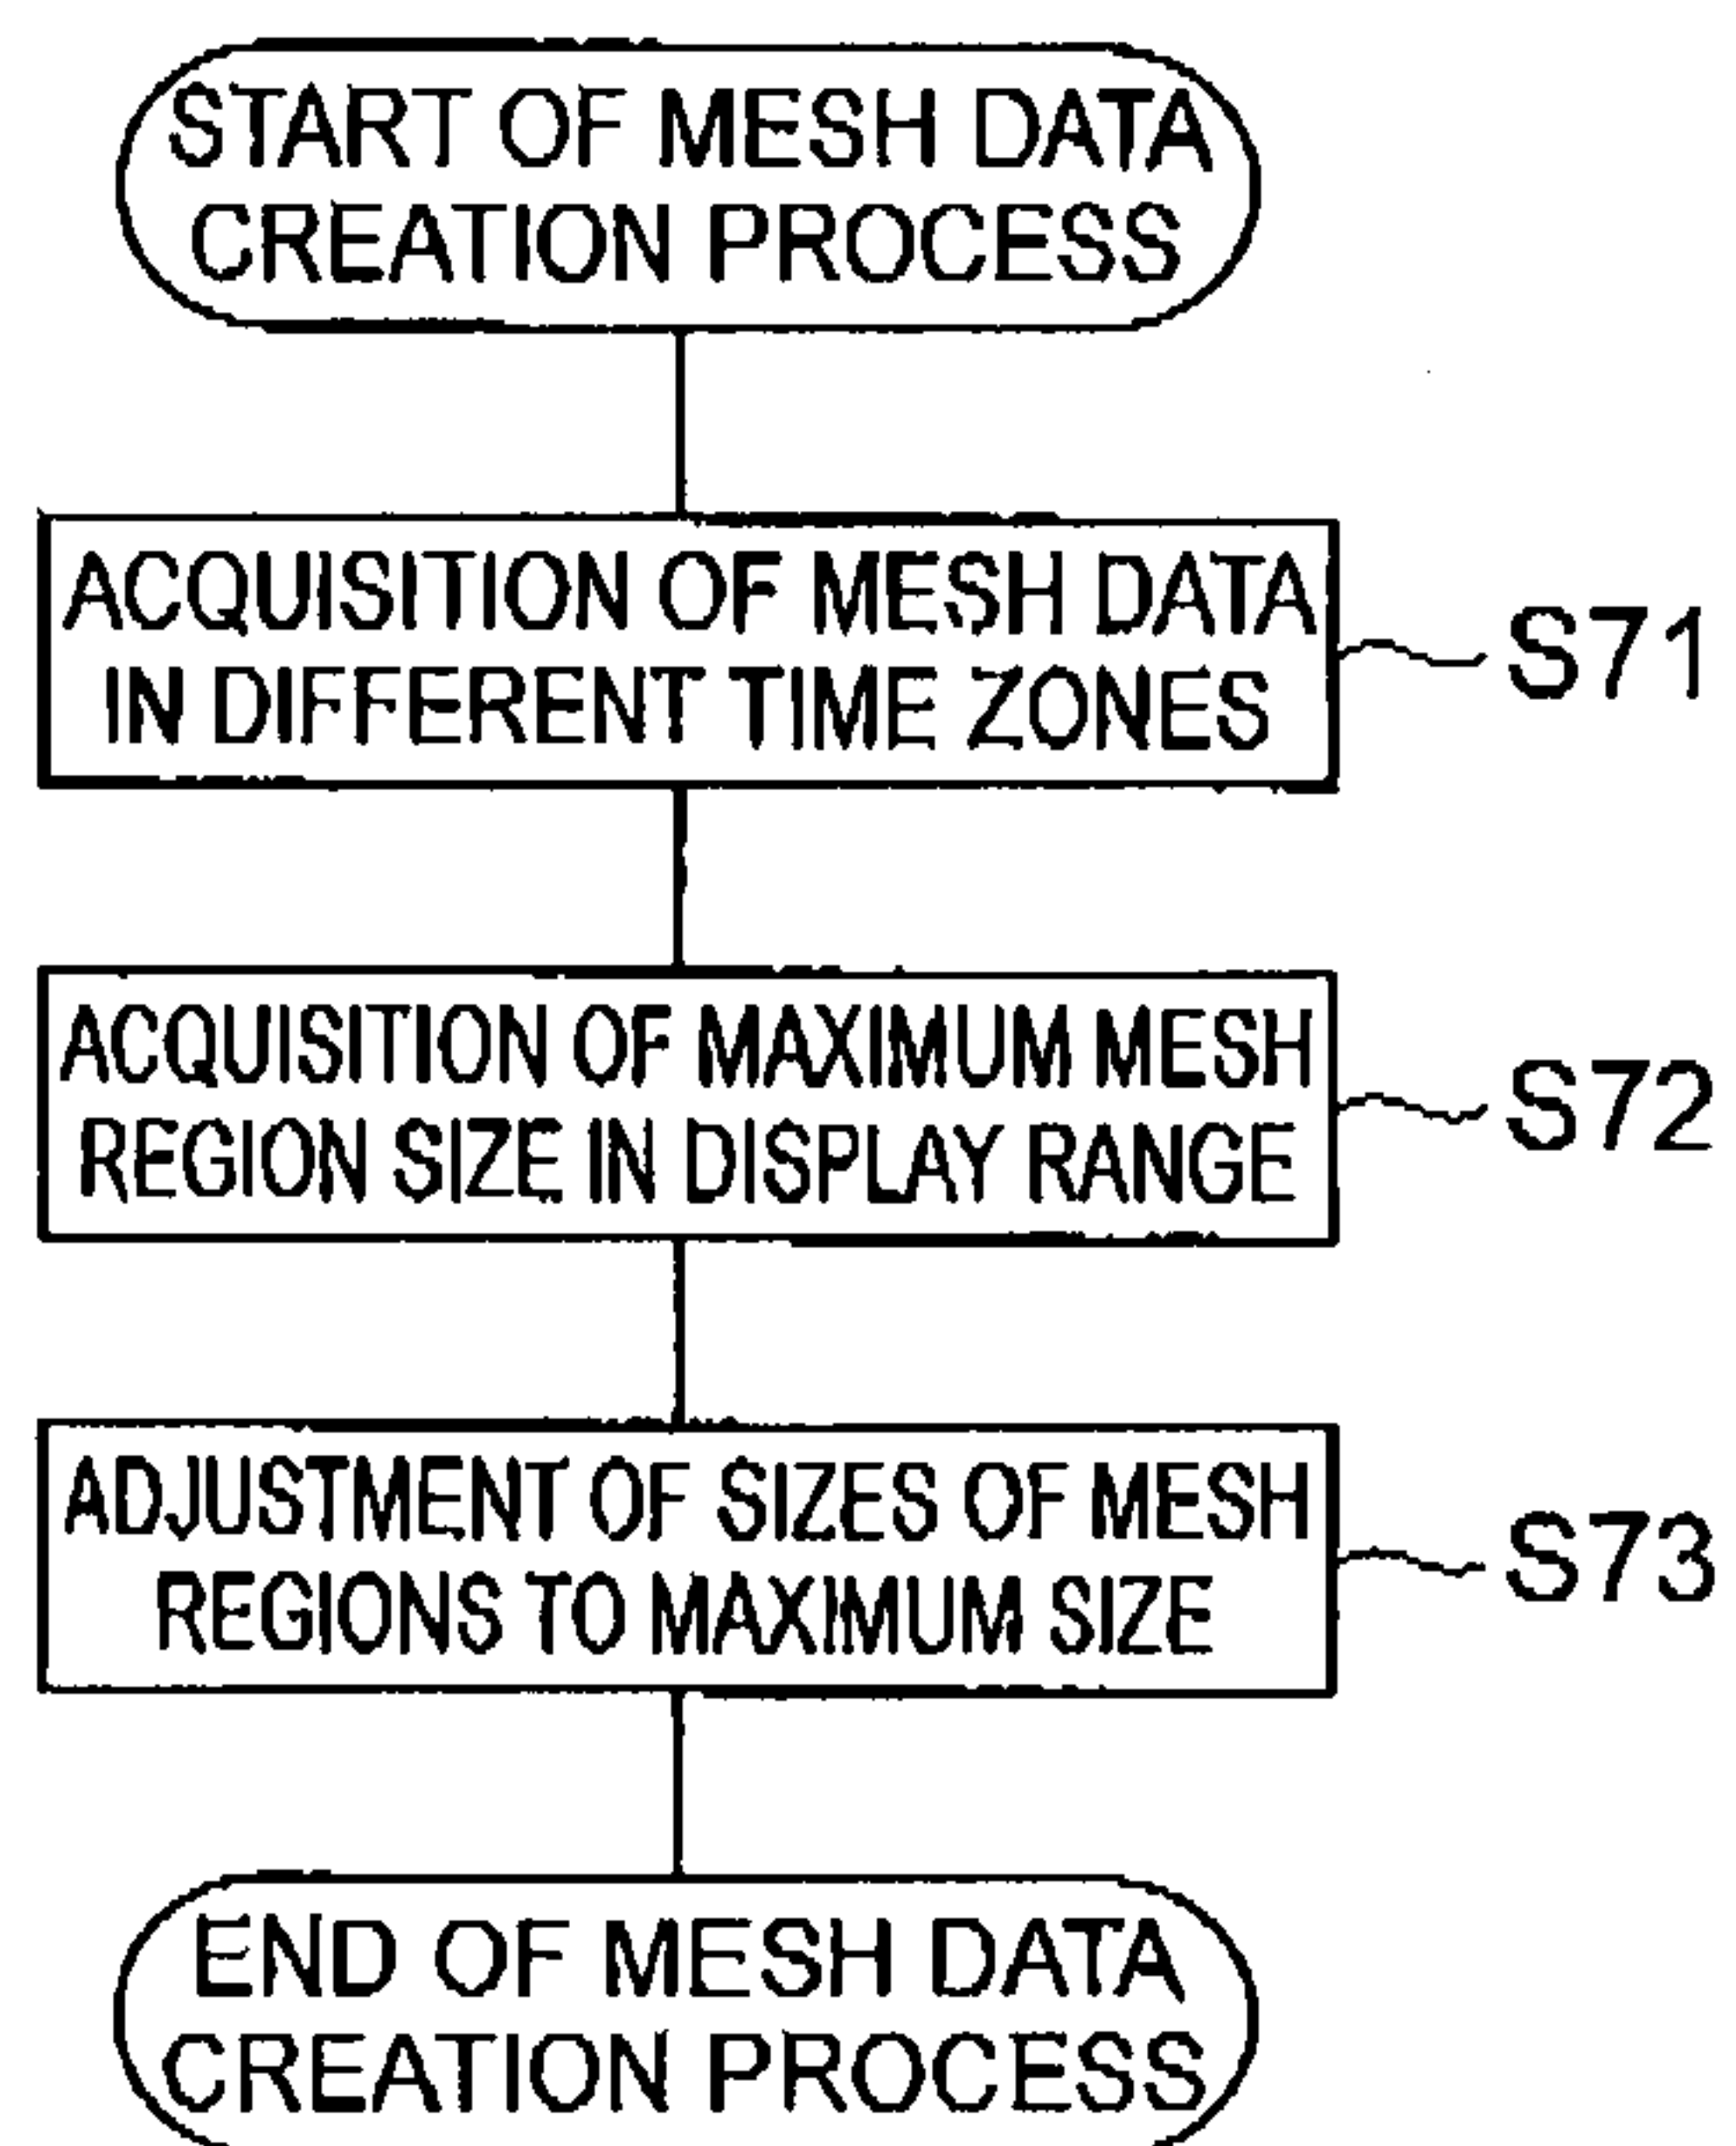 START OF MESH DATA
CREATION PROCESS
ACQUISITION OF MESH DATA
IN DIFFERENT TIME ZONES
S71
ACQUISITION OF MAXIMUM MESH
REGION SIZE IN DISPLAY RANGE
S72
ADJUSTMENT OF SIZES OF MESH
REGIONS TO MAXIMUM SIZE
S73
END OF MESH DATA
CREATION PROCESS